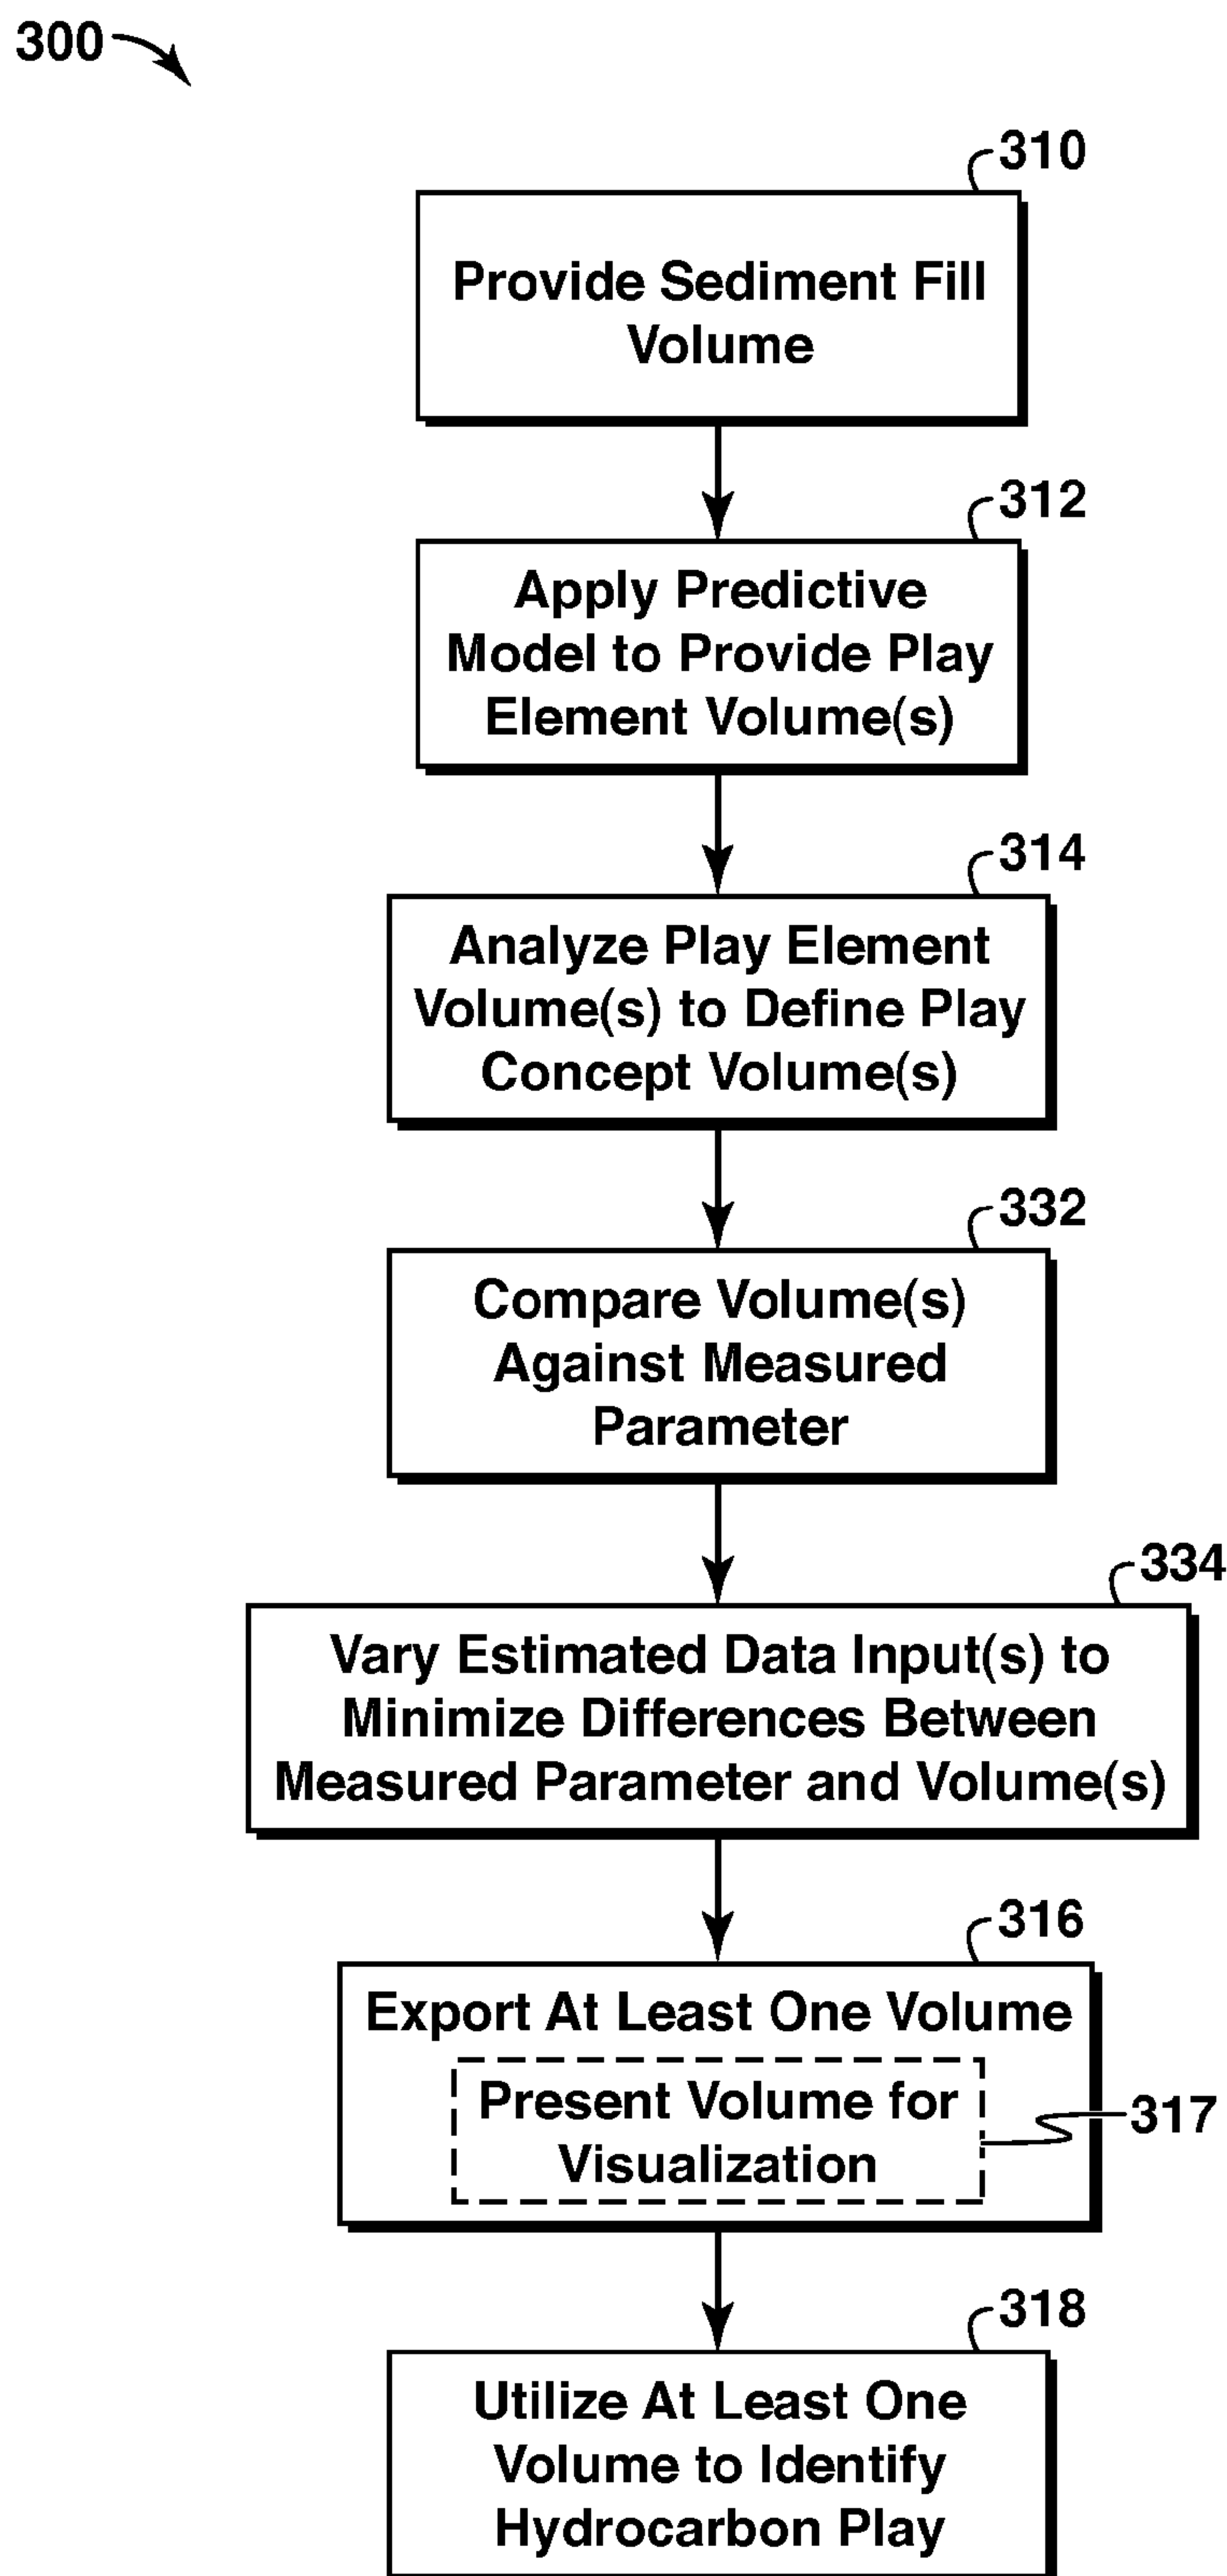 300
310
Provide Sediment Fill
Volume
312
Apply Predictive
Model to Provide Play
Element Volume(s)
314
Analyze Play Element
Volume(s) to Define Play
Concept Volume(s)
332
Compare Volume(s)
Against Measured
Parameter
334
Vary Estimated Data Input(s) to
Minimize Differences Between
Measured Parameter and Volume(s)
316
Export At Least One Volume
Present Volume for
Visualization
317
318
Utilize At Least One
Volume to Identify
Hydrocarbon Play